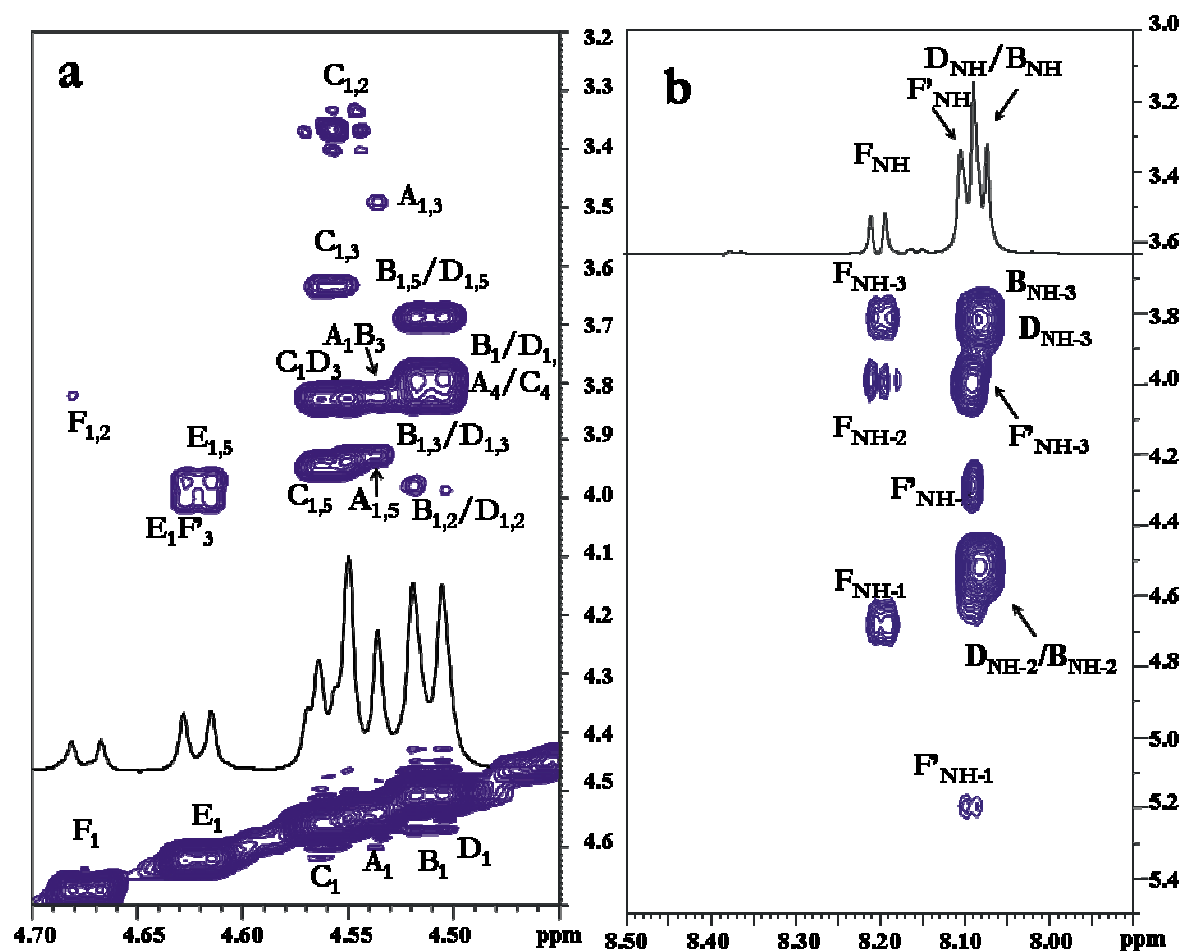 a
C1,2
A1,3
C1,3
B1,5/D1,5
A1B3
C1D3
B1/D1,
A4/C4
F1,2
E1,5
B1,3/D1,3
C1,5
A1,5
B1,2/D1,2
E1F'3
F1
E1
C1
A1
B1
D1
3.2
3.3
3.4
3.5
3.6
3.7
3.8
3.9
4.0
4.1
4.2
4.3
4.4
4.5
4.6
4.70
4.65
4.60
4.55
4.50
ppm
b
DNH/BNH
F'NH
FNH
FNH-3
BNH-3
DNH-3
FNH-2
F'NH-3
F'NH-
FNH-1
DNH-2/BNH-2
F'NH-1
3.0
3.2
3.4
3.6
3.8
4.0
4.2
4.4
4.6
4.8
5.0
5.2
5.4
8.50
8.40
8.30
8.20
8.10
8.00
ppm